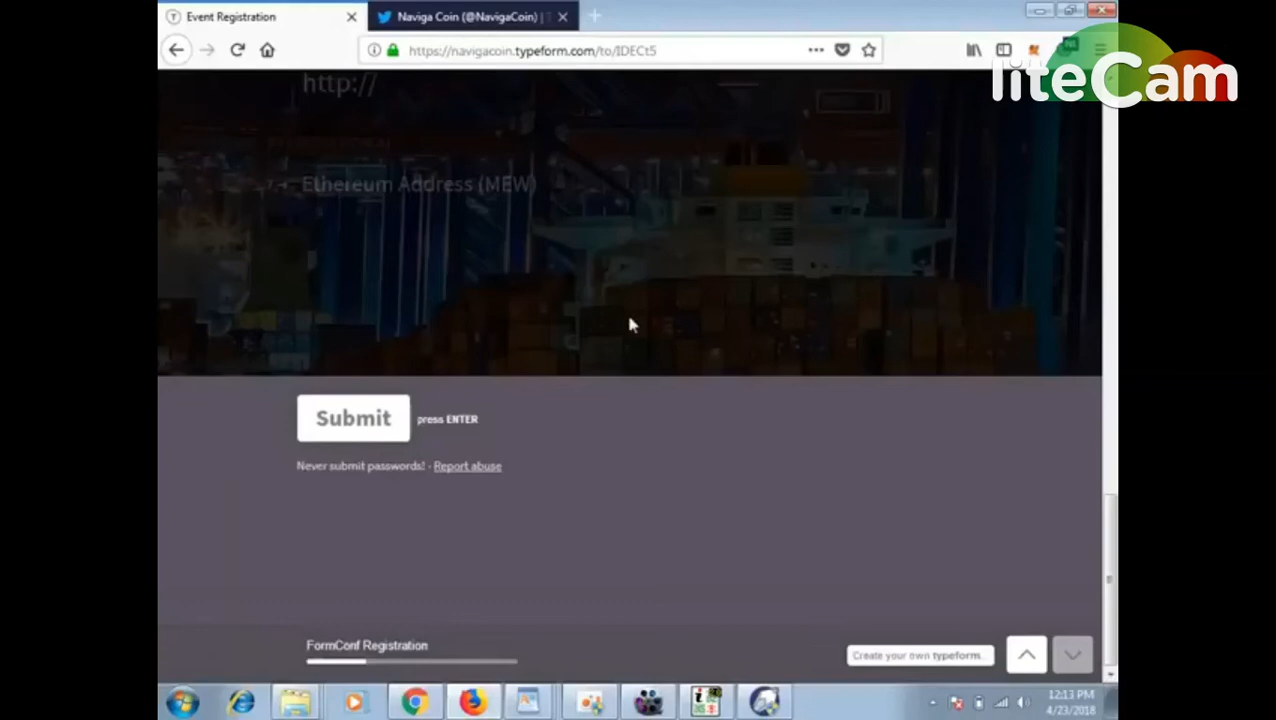 Event Registration
Naviga Coin (@NavigaCoin) | T
https://navigacoin.typeform.com/to/IDECt5
liteCam
http://
Ethereum Address (MEW)
Submit press ENTER
Never submit passwords! · Report abuse
FormConf Registration
Create your own typeform
12:13 PM
4/23/2018